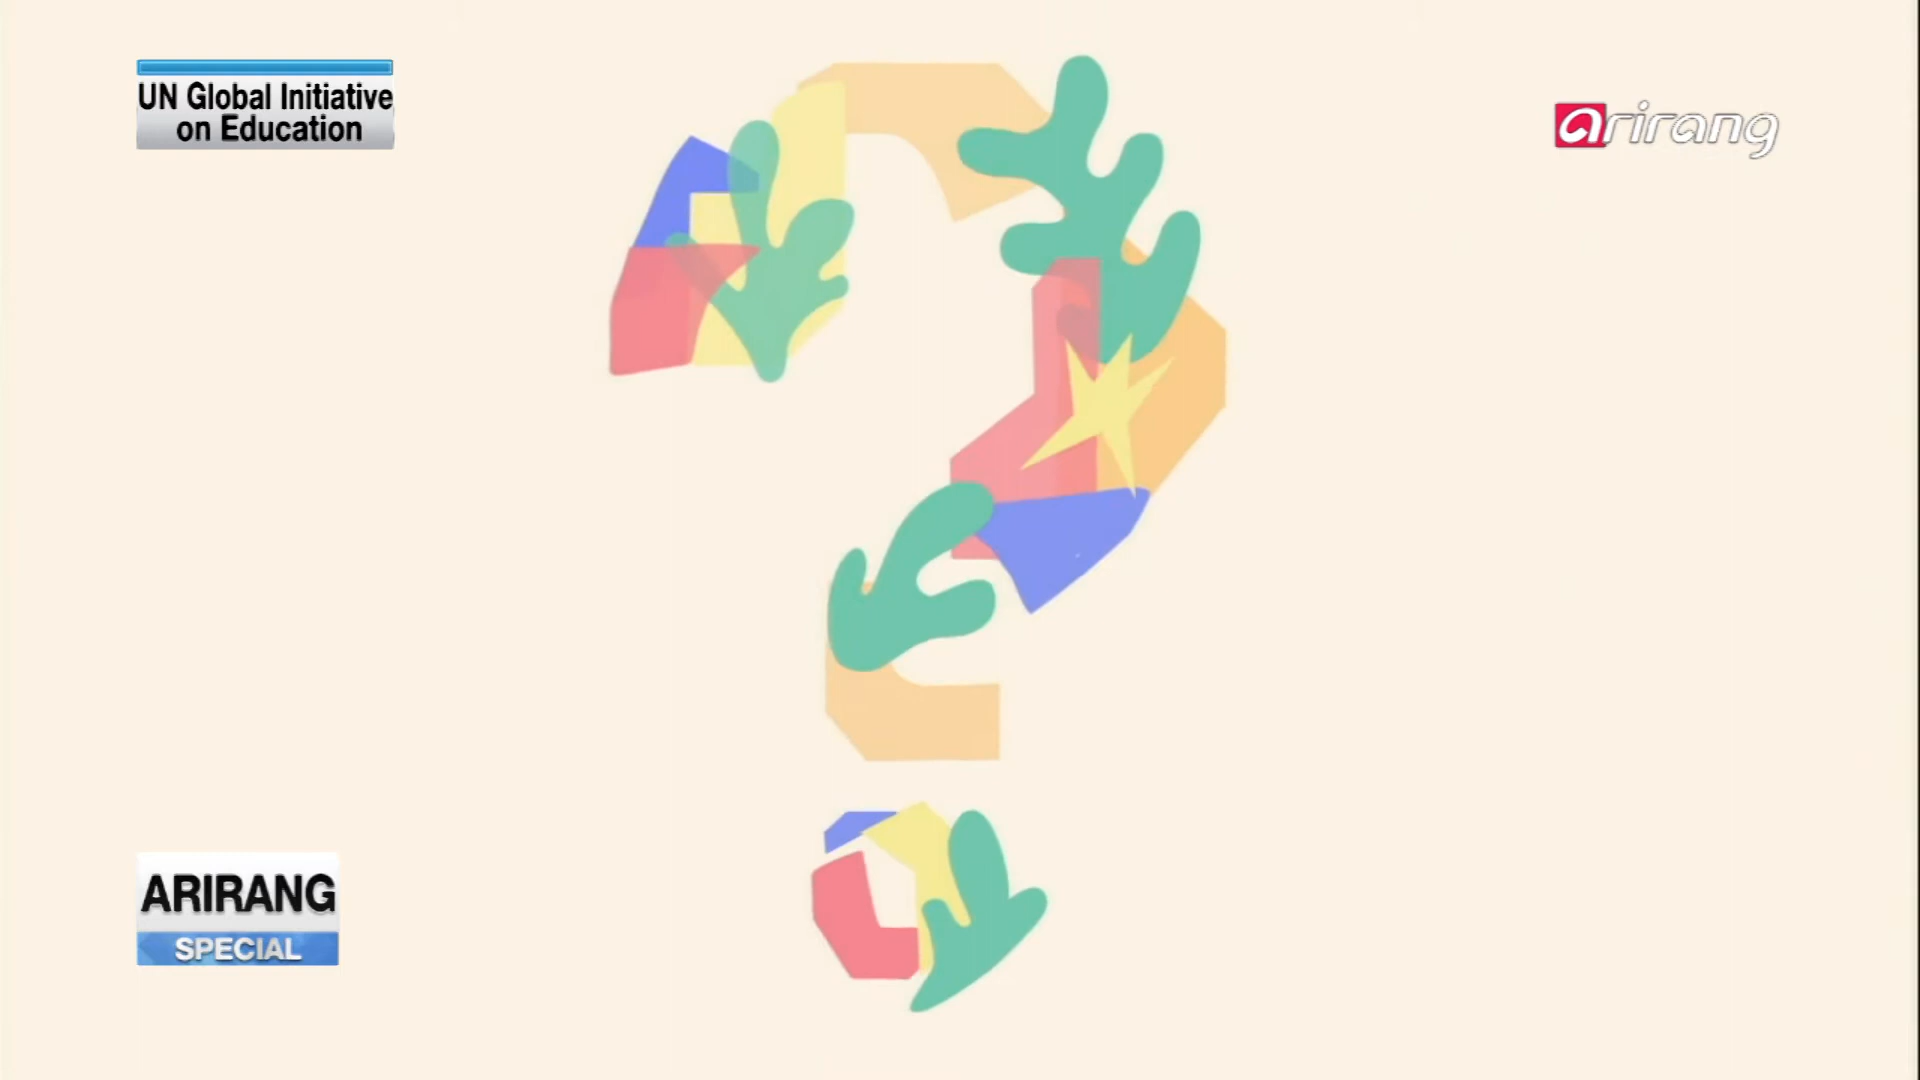 UN Global Initiative
on Education
arirang
?
ARIRANG
SPECIAL